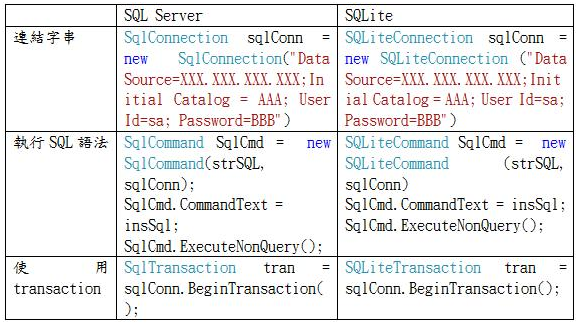 SQL Server
SQLite
連結字串
SqlConnection sqlConn =
new SqlConnection("Data
Source=XXX.XXX.XXX.XXX;In
itial Catalog = AAA; User
Id=sa; Password=BBB")
SQLiteConnection sqlConn =
new SQLiteConnection ("Data
Source=XXX.XXX.XXX.XXX;Init
ial Catalog = AAA; User Id=sa;
Password=BBB")
執行 SQL 語法
SqlCommand SqlCmd = new
SqlCommand(strSQL,
sqlConn);
SqlCmd.CommandText =
insSql;
SqlCmd.ExecuteNonQuery();
SQLiteCommand SqlCmd = new
SQLiteCommand (strSQL,
sqlConn)
SqlCmd.CommandText = insSql;
SqlCmd.ExecuteNonQuery();
使用
transaction
SqlTransaction tran =
sqlConn.BeginTransaction(
);
SQLiteTransaction tran =
sqlConn.BeginTransaction();